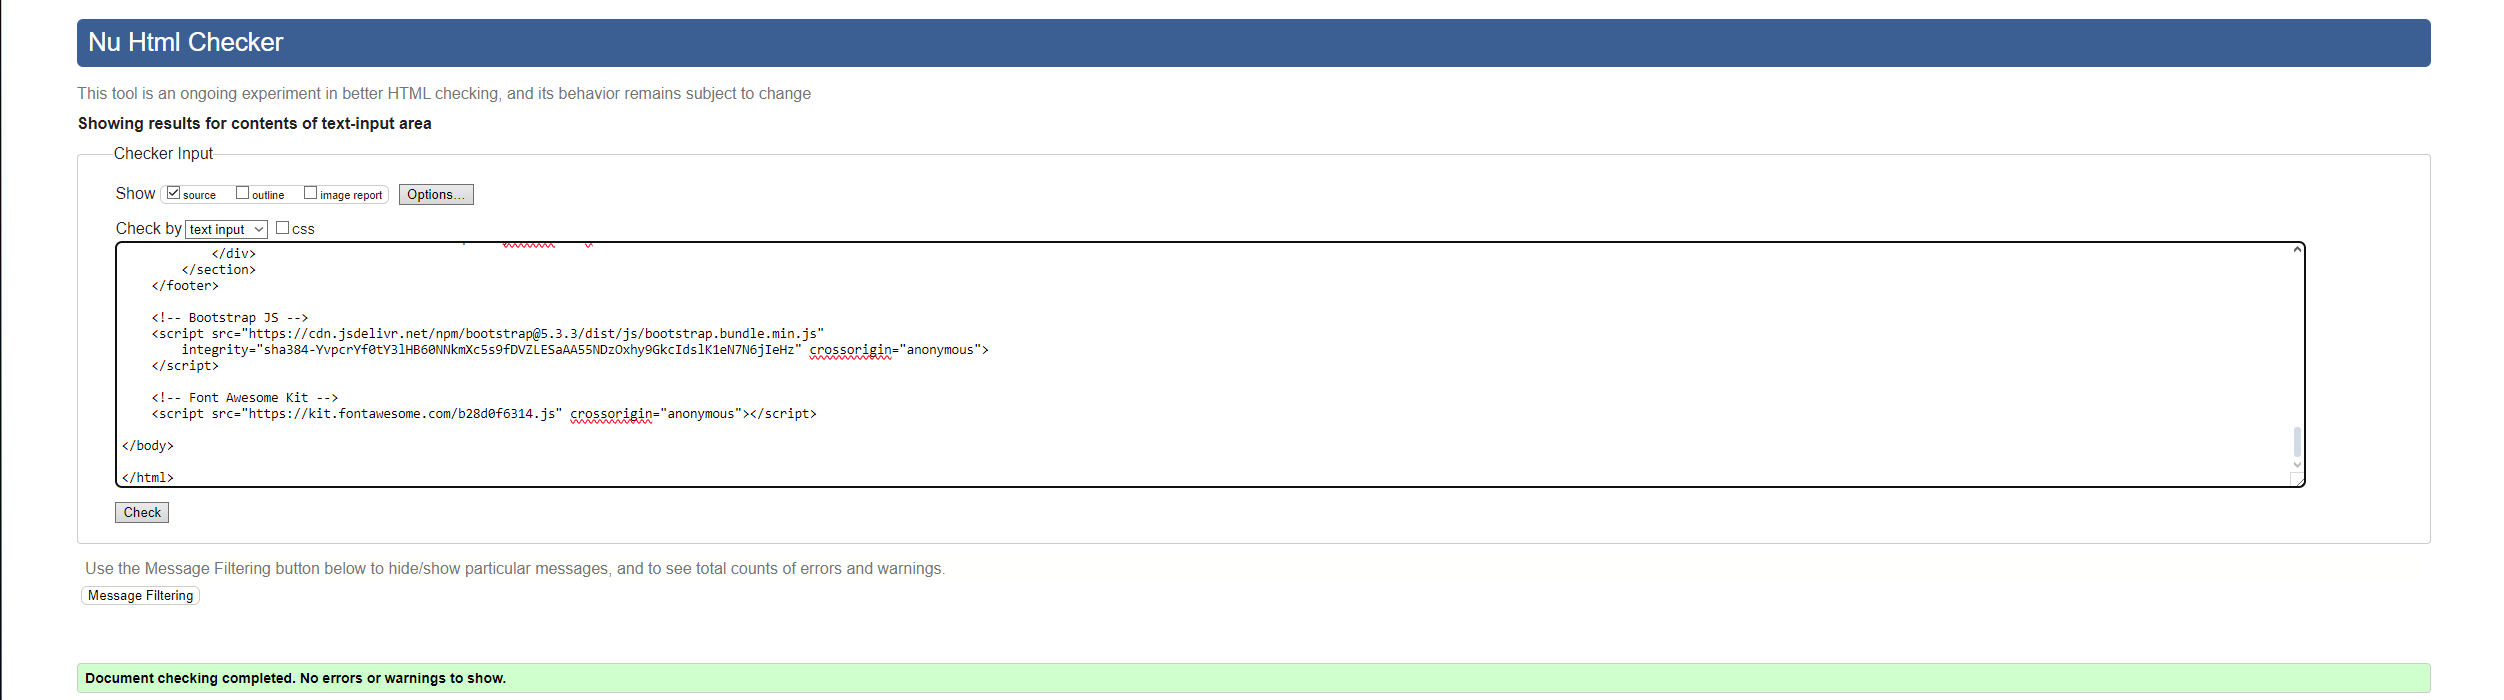 Nu Html Checker
This tool is an ongoing experiment in better HTML checking, and its behavior remains subject to change
Showing results for contents of text-input area
Checker Input
Show source outline image report Options...
Check by text input css
</div>
</section>
</footer>
<!-- Bootstrap JS -->
<script src="https://cdn.jsdelivr.net/npm/bootstrap@5.3.3/dist/js/bootstrap.bundle.min.js"
integrity="sha384-YvpcrYf0tY3lHB60NNkmXc5s9fDVZLESaAA55NDzOxhy9GkcIdslK1eN7N6jIeHz" crossorigin="anonymous">
</script>
<!-- Font Awesome Kit -->
<script src="https://kit.fontawesome.com/b28d0f6314.js" crossorigin="anonymous"></script>
</body>
</html>
Check
Use the Message Filtering button below to hide/show particular messages, and to see total counts of errors and warnings.
Message Filtering
Document checking completed. No errors or warnings to show.